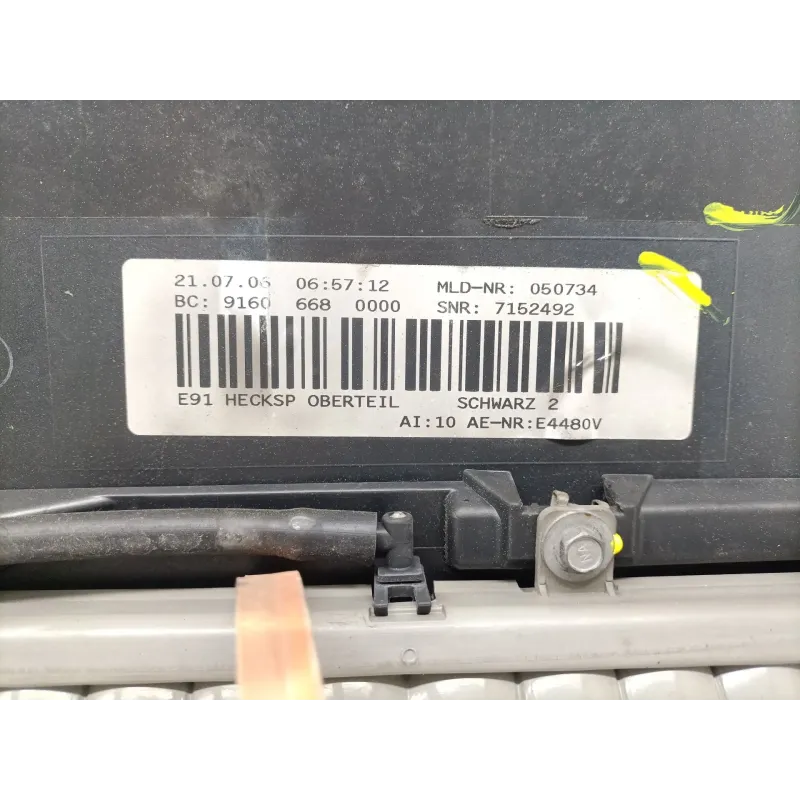 21.07.06 06:57:12 MLD-NR: 050734
BC: 9160 668 0000 SNR: 7152492
E91 HECKSP OBERTEIL SCHWARZ 2
AI:10 AE-NR:E4480V